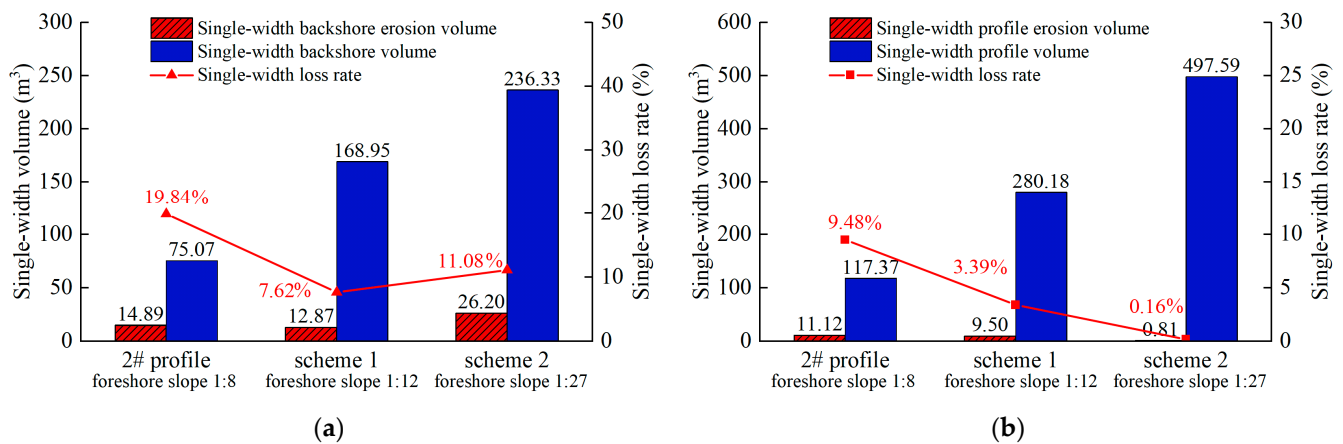 Single-width backshore erosion volume
Single-width backshore volume
Single-width loss rate
Single-width volume (m³)
300
250
200
150
100
50
0
50
40
30
20
10
0
Single-width loss rate (%)
236.33
168.95
19.84%
75.07
11.08%
7.62%
14.89
12.87
26.20
2# profile
scheme 1
scheme 2
foreshore slope 1:8
foreshore slope 1:12
foreshore slope 1:27
(a)
Single-width profile erosion volume
Single-width profile volume
Single-width loss rate
Single-width volume (m³)
600
500
400
300
200
100
0
30
25
20
15
10
5
0
Single-width loss rate (%)
497.59
280.18
9.48%
117.37
3.39%
0.16%
11.12
9.50
0.81
2# profile
scheme 1
scheme 2
foreshore slope 1:8
foreshore slope 1:12
foreshore slope 1:27
(b)